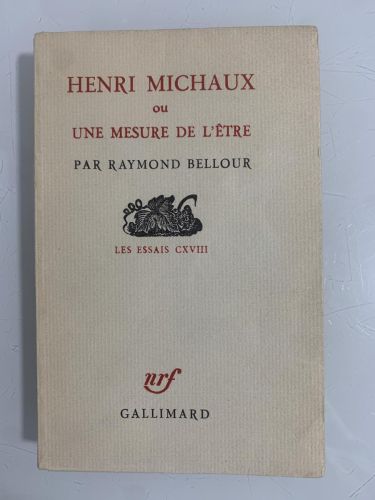 HENRI MICHAUX
ou
UNE MESURE DE L'ÊTRE
PAR RAYMOND BELLOUR
LES ESSAIS CXVIII
nrf
GALLIMARD